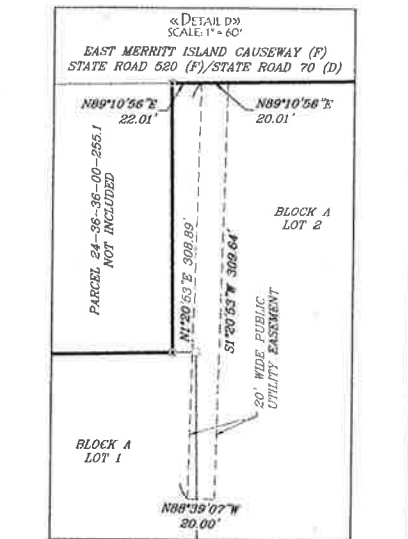 «DETAIL D»
SCALE: 1" = 60'
EAST MERRITT ISLAND CAUSEWAY (F)
STATE ROAD 520 (F)/STATE ROAD 70 (D)
N89°10'56"E
22.01'
N89°10'56"E
20.01'
PARCEL 24-36-36-00-255.1
NOT INCLUDED
BLOCK A
LOT 2
N1°20'53"E 308.89'
S1°20'53"W 309.64'
20' WIDE PUBLIC
UTILITY EASEMENT
BLOCK A
LOT 1
N88°39'07"W
20.00'